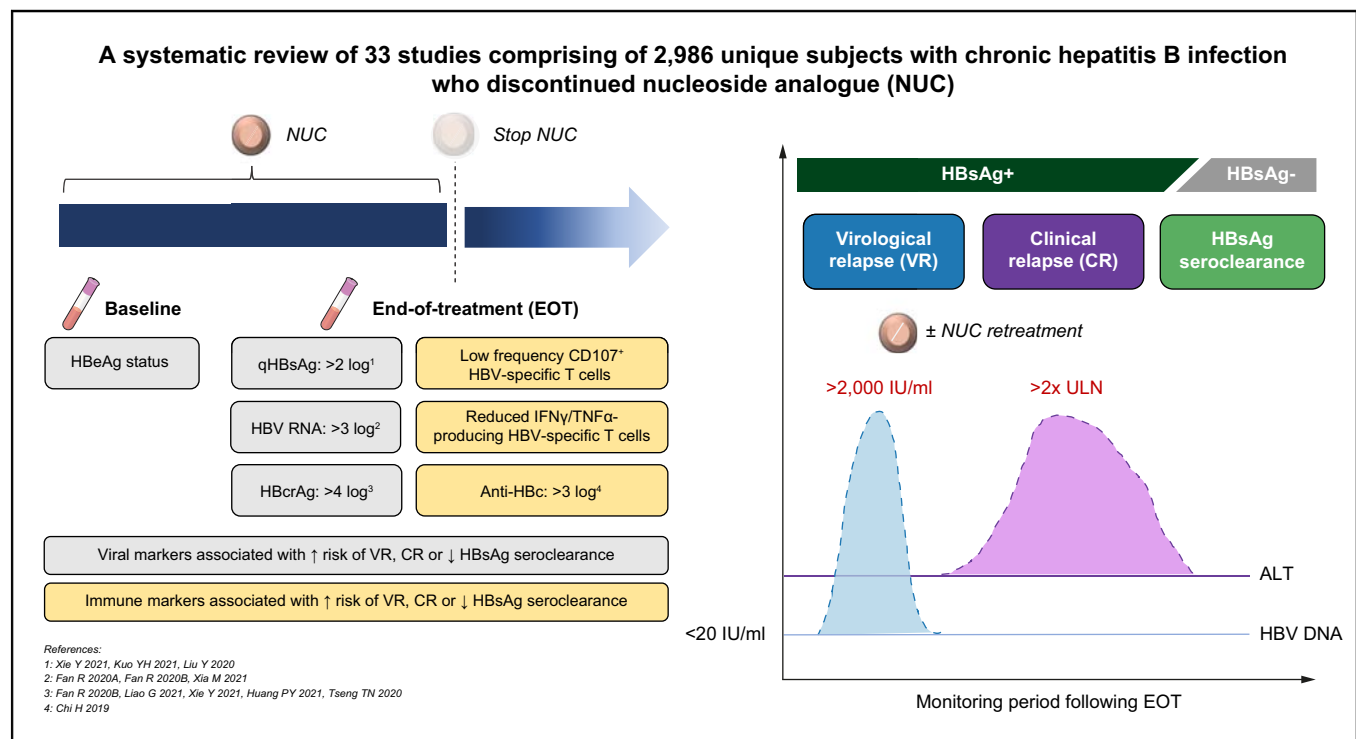 A systematic review of 33 studies comprising of 2,986 unique subjects with chronic hepatitis B infection
who discontinued nucleoside analogue (NUC)
NUC
Stop NUC
Baseline
End-of-treatment (EOT)
HBeAg status
qHBsAg: >2 log¹
Low frequency CD107⁺
HBV-specific T cells
HBV RNA: >3 log²
Reduced IFNγ/TNFα-
producing HBV-specific T cells
HBcrAg: >4 log³
Anti-HBc: >3 log⁴
Viral markers associated with ↑ risk of VR, CR or ↓ HBsAg seroclearance
Immune markers associated with ↑ risk of VR, CR or ↓ HBsAg seroclearance
References:
1: Xie Y 2021, Kuo YH 2021, Liu Y 2020
2: Fan R 2020A, Fan R 2020B, Xia M 2021
3: Fan R 2020B, Liao G 2021, Xie Y 2021, Huang PY 2021, Tseng TN 2020
4: Chi H 2019
HBsAg+
HBsAg-
Virological
relapse (VR)
Clinical
relapse (CR)
HBsAg
seroclearance
± NUC retreatment
>2,000 IU/ml
>2x ULN
ALT
<20 IU/ml
HBV DNA
Monitoring period following EOT